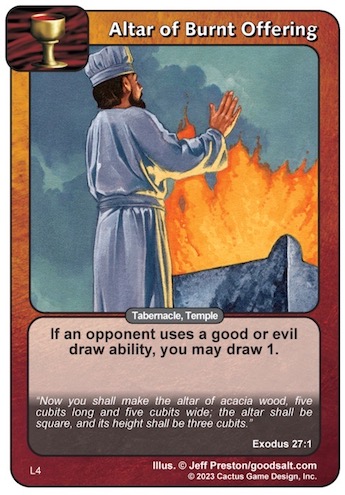 Altar of Burnt Offering
Tabernacle, Temple
If an opponent uses a good or evil
draw ability, you may draw 1.
"Now you shall make the altar of acacia wood, five
cubits long and five cubits wide; the altar shall be
square, and its height shall be three cubits."
Exodus 27:1
L4
Illus. © Jeff Preston/goodsalt.com
© 2023 Cactus Game Design, Inc.